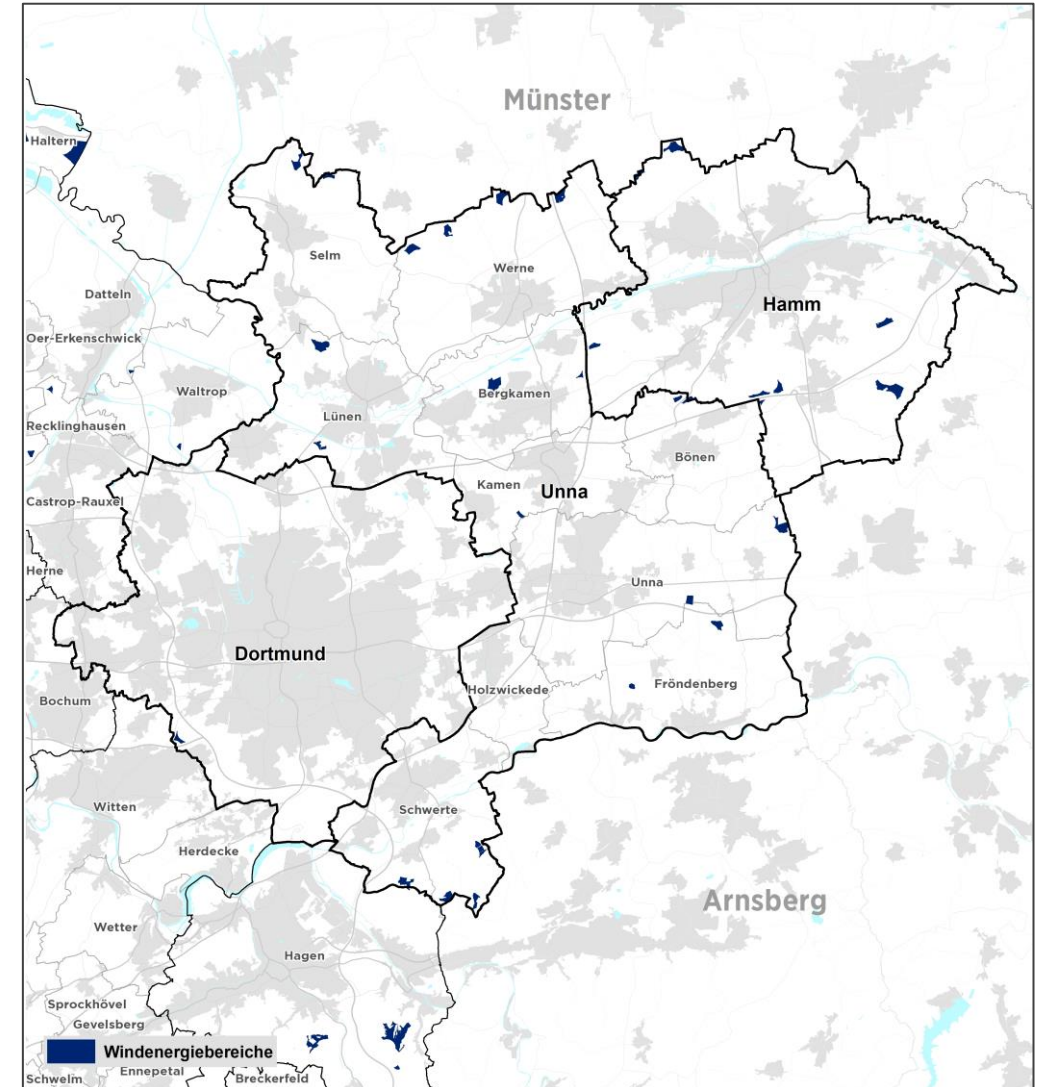 Münster
Haltern
Selm
Werne
Datteln
Hamm
Oer-Erkenschwick
Waltrop
Bergkamen
Lünen
Recklinghausen
Bönen
Kamen
Unna
Castrop-Rauxel
Herne
Unna
Dortmund
Holzwickede
Fröndenberg
Bochum
Witten
Schwerte
Herdecke
Arnsberg
Wetter
Hagen
Sprockhövel
Gevelsberg
Windenergiebereiche
Ennepetal
Schwelm
Breckerfeld